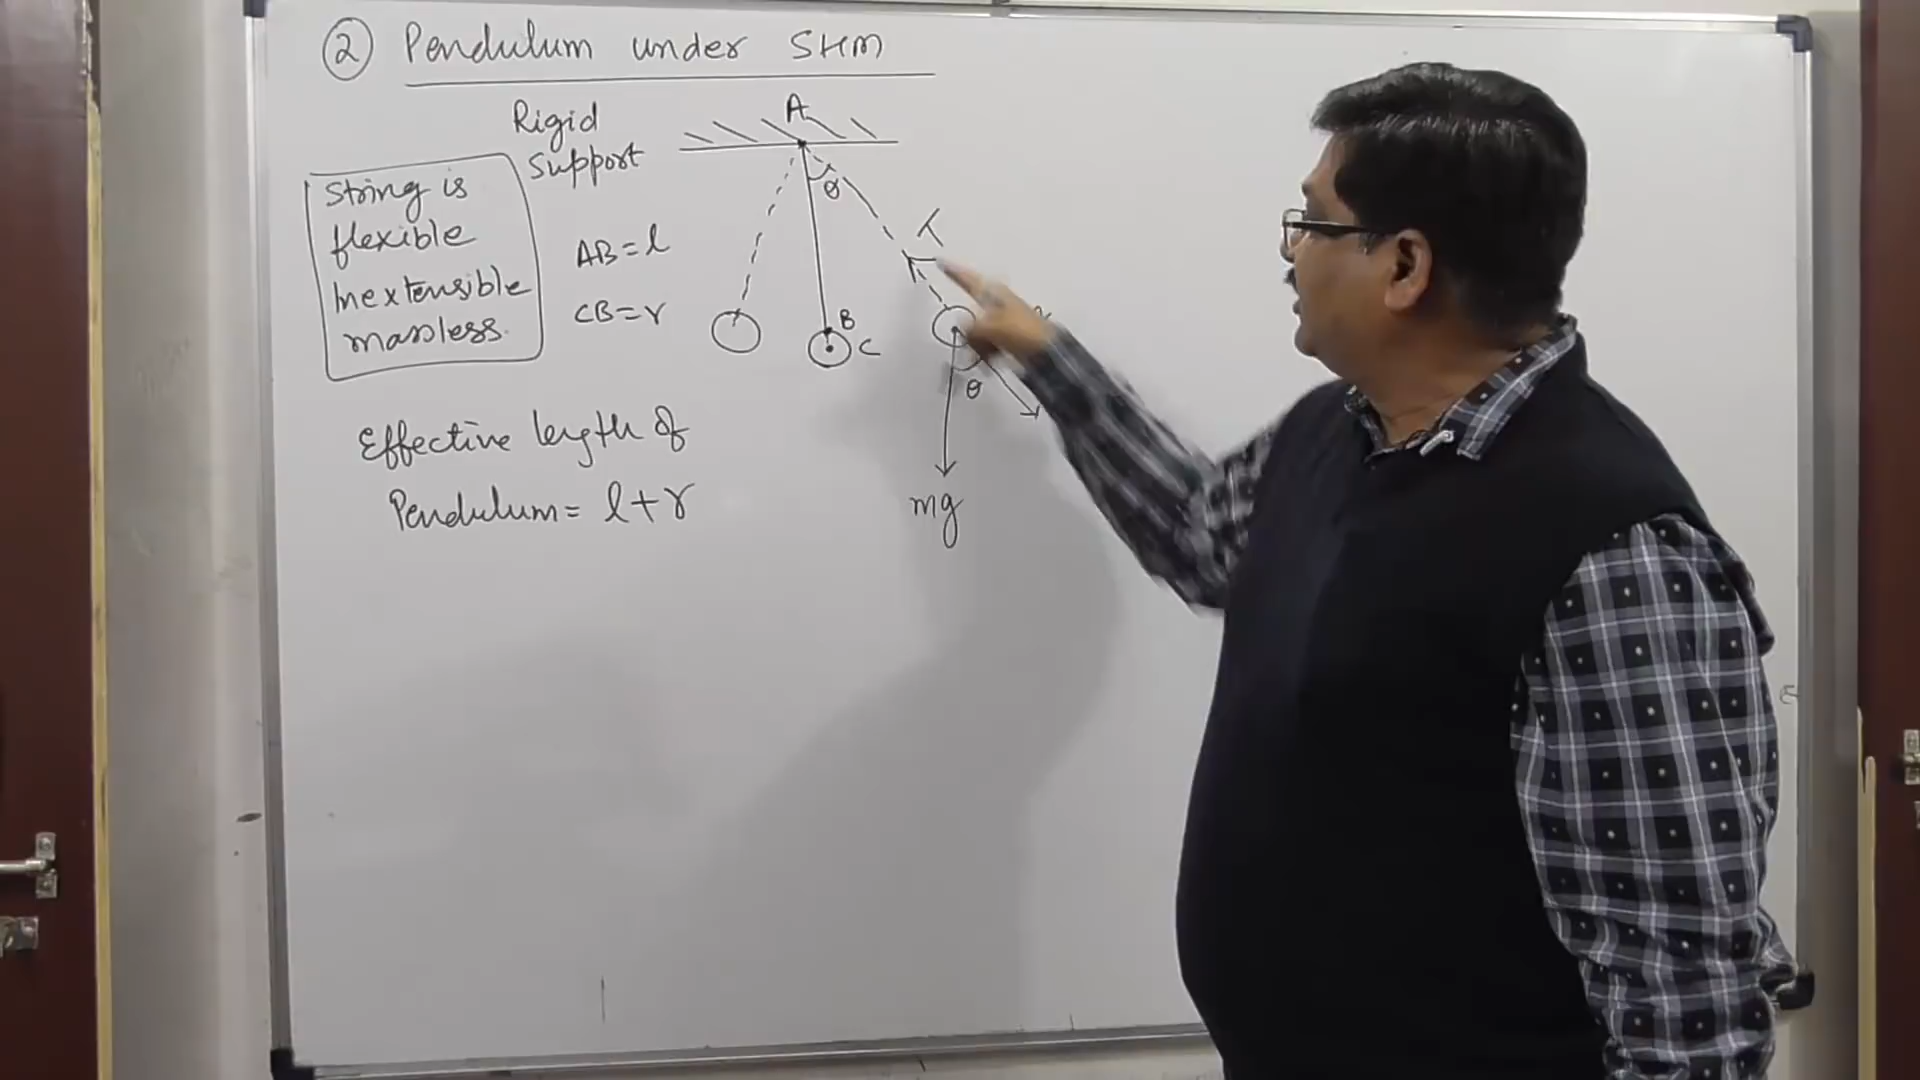 ② Pendulum under SHM
Rigid
Support
A
String is
flexible
Inextensible
massless.
AB = l
CB = r
θ
T
B
C
θ
mg
Effective length of
Pendulum = l + r